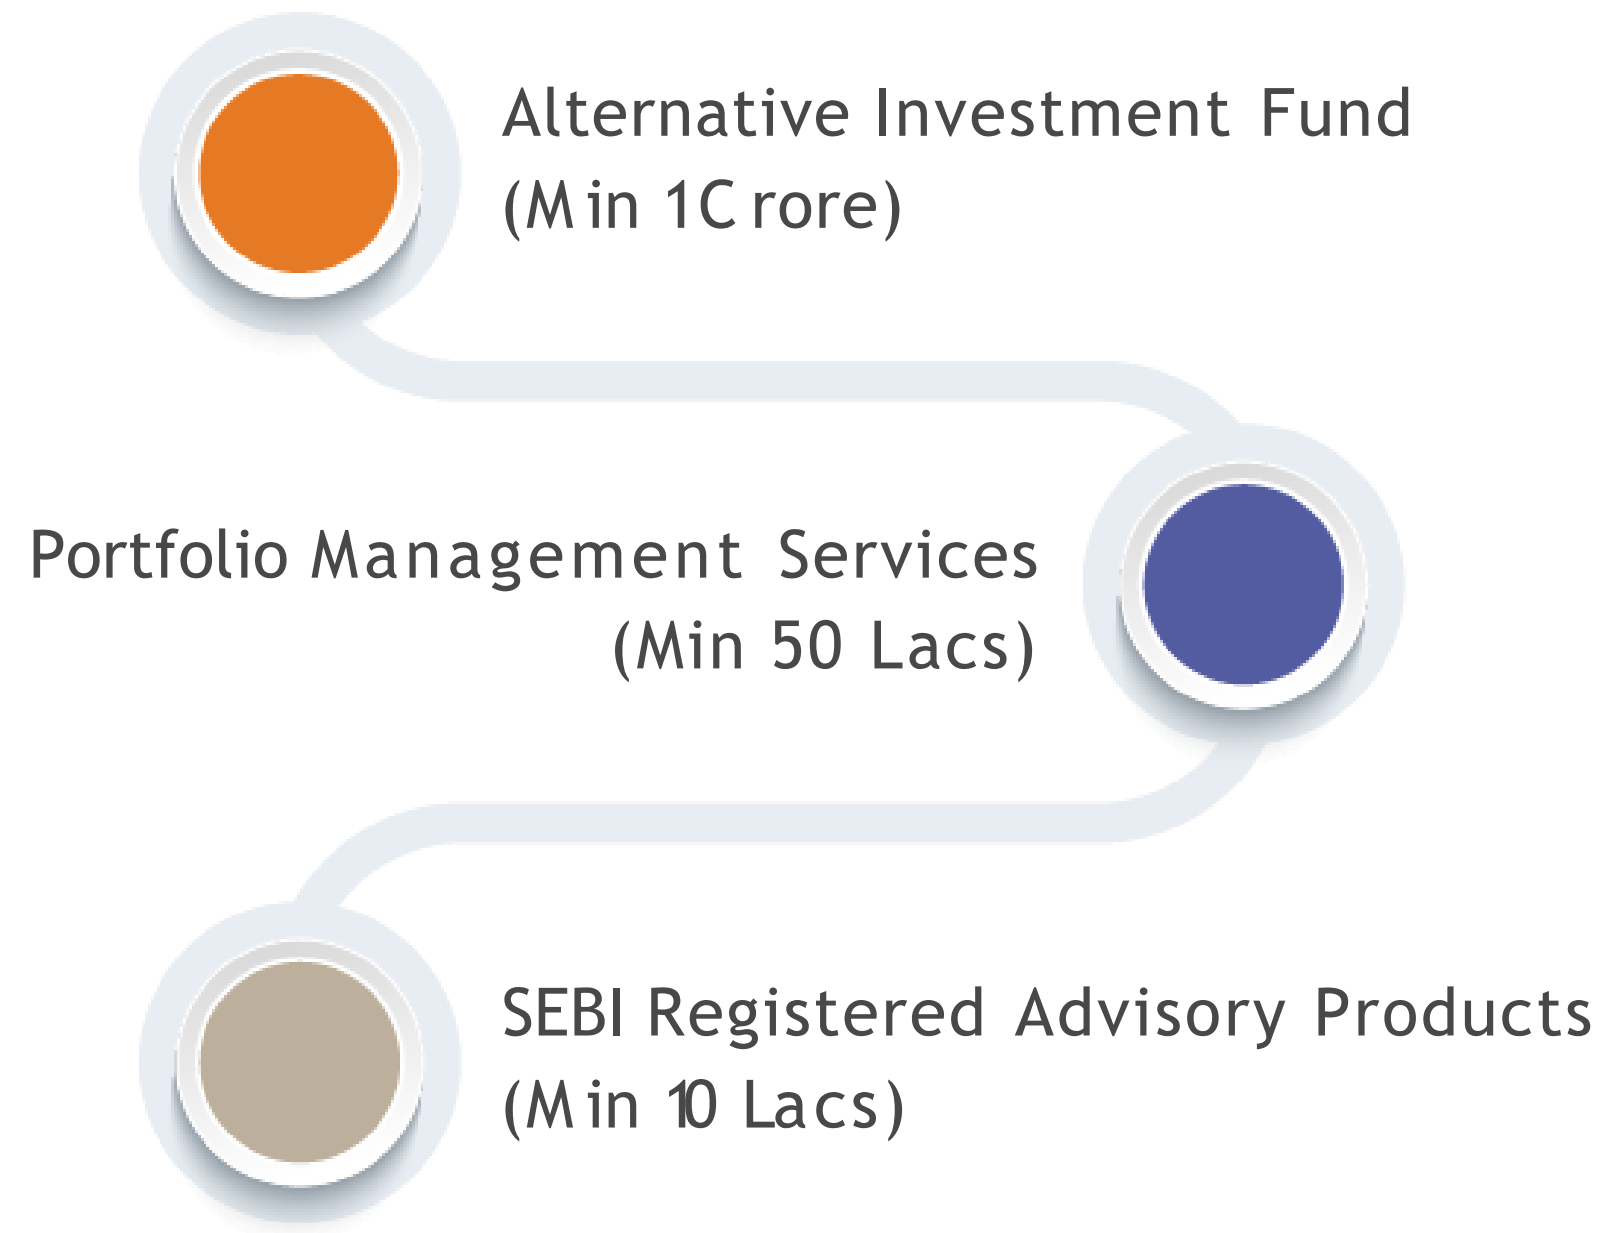 Alternative Investment Fund
(Min 1Crore)
Portfolio Management Services
(Min 50 Lacs)
SEBI Registered Advisory Products
(Min 10 Lacs)